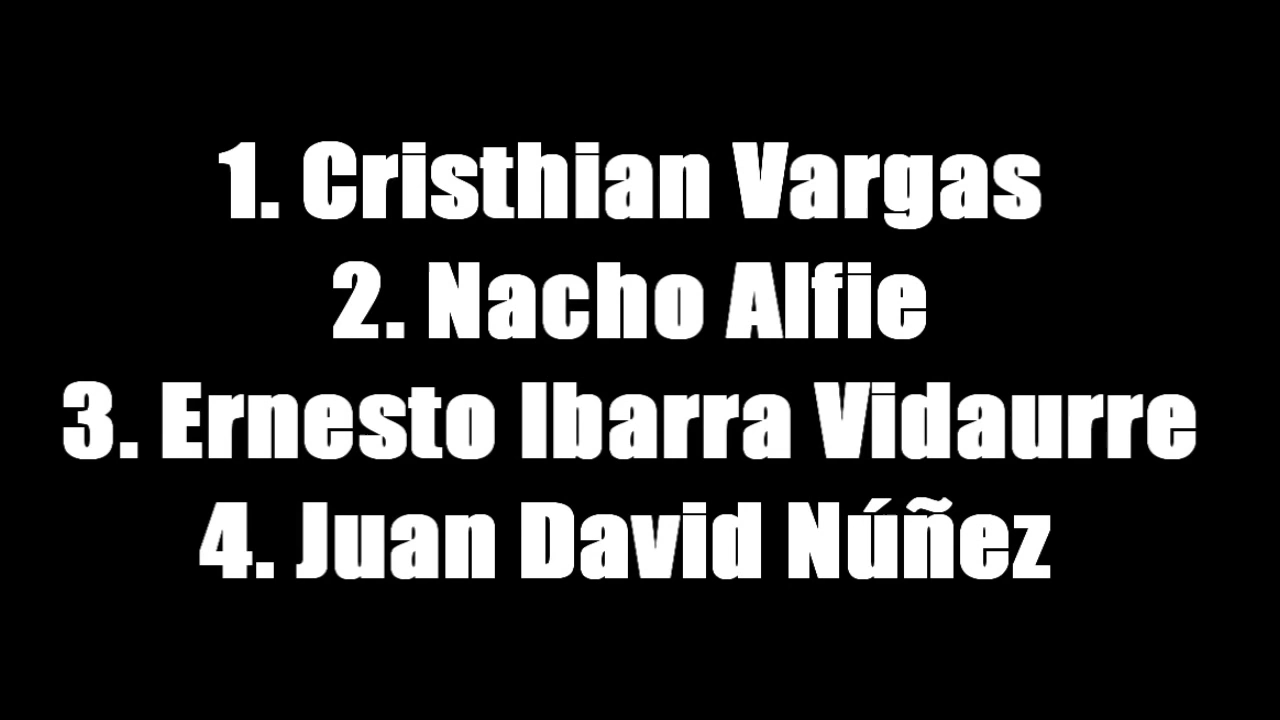 1. Cristhian Vargas
2. Nacho Alfie
3. Ernesto Ibarra Vidaurre
4. Juan David Núñez